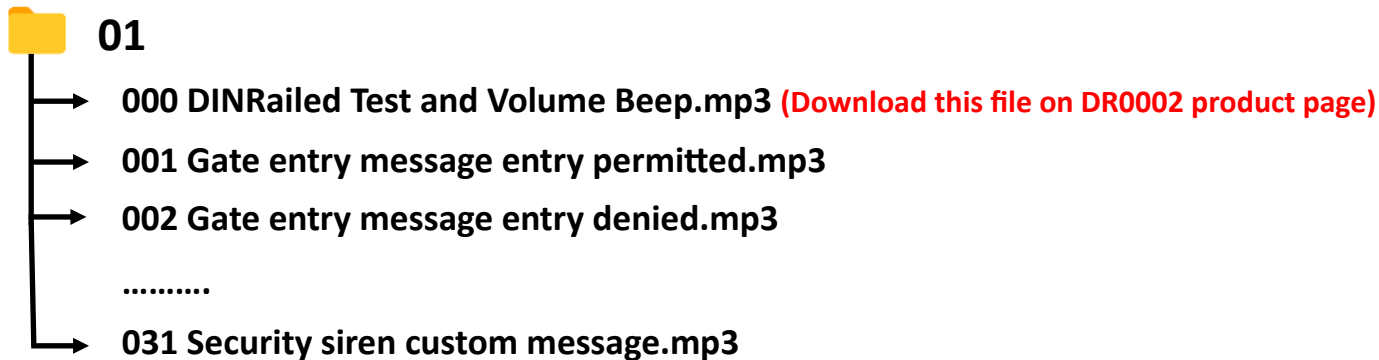 01
000 DINRailed Test and Volume Beep.mp3 (Download this file on DR0002 product page)
001 Gate entry message entry permitted.mp3
002 Gate entry message entry denied.mp3
..........
031 Security siren custom message.mp3